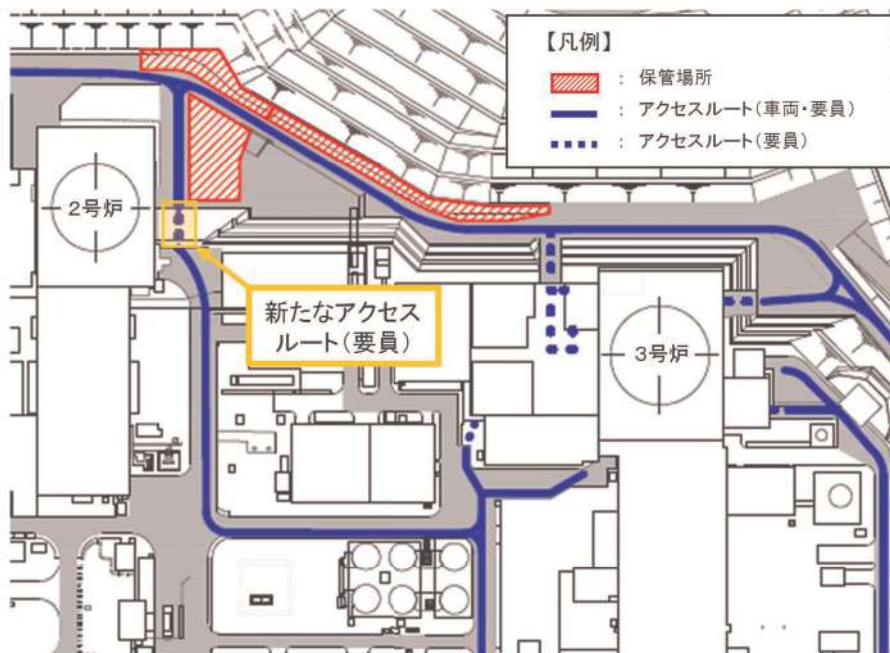 【凡例】
： 保管場所
： アクセスルート（車両・要員）
： アクセスルート（要員）
2号炉
新たなアクセス
ルート（要員）
3号炉